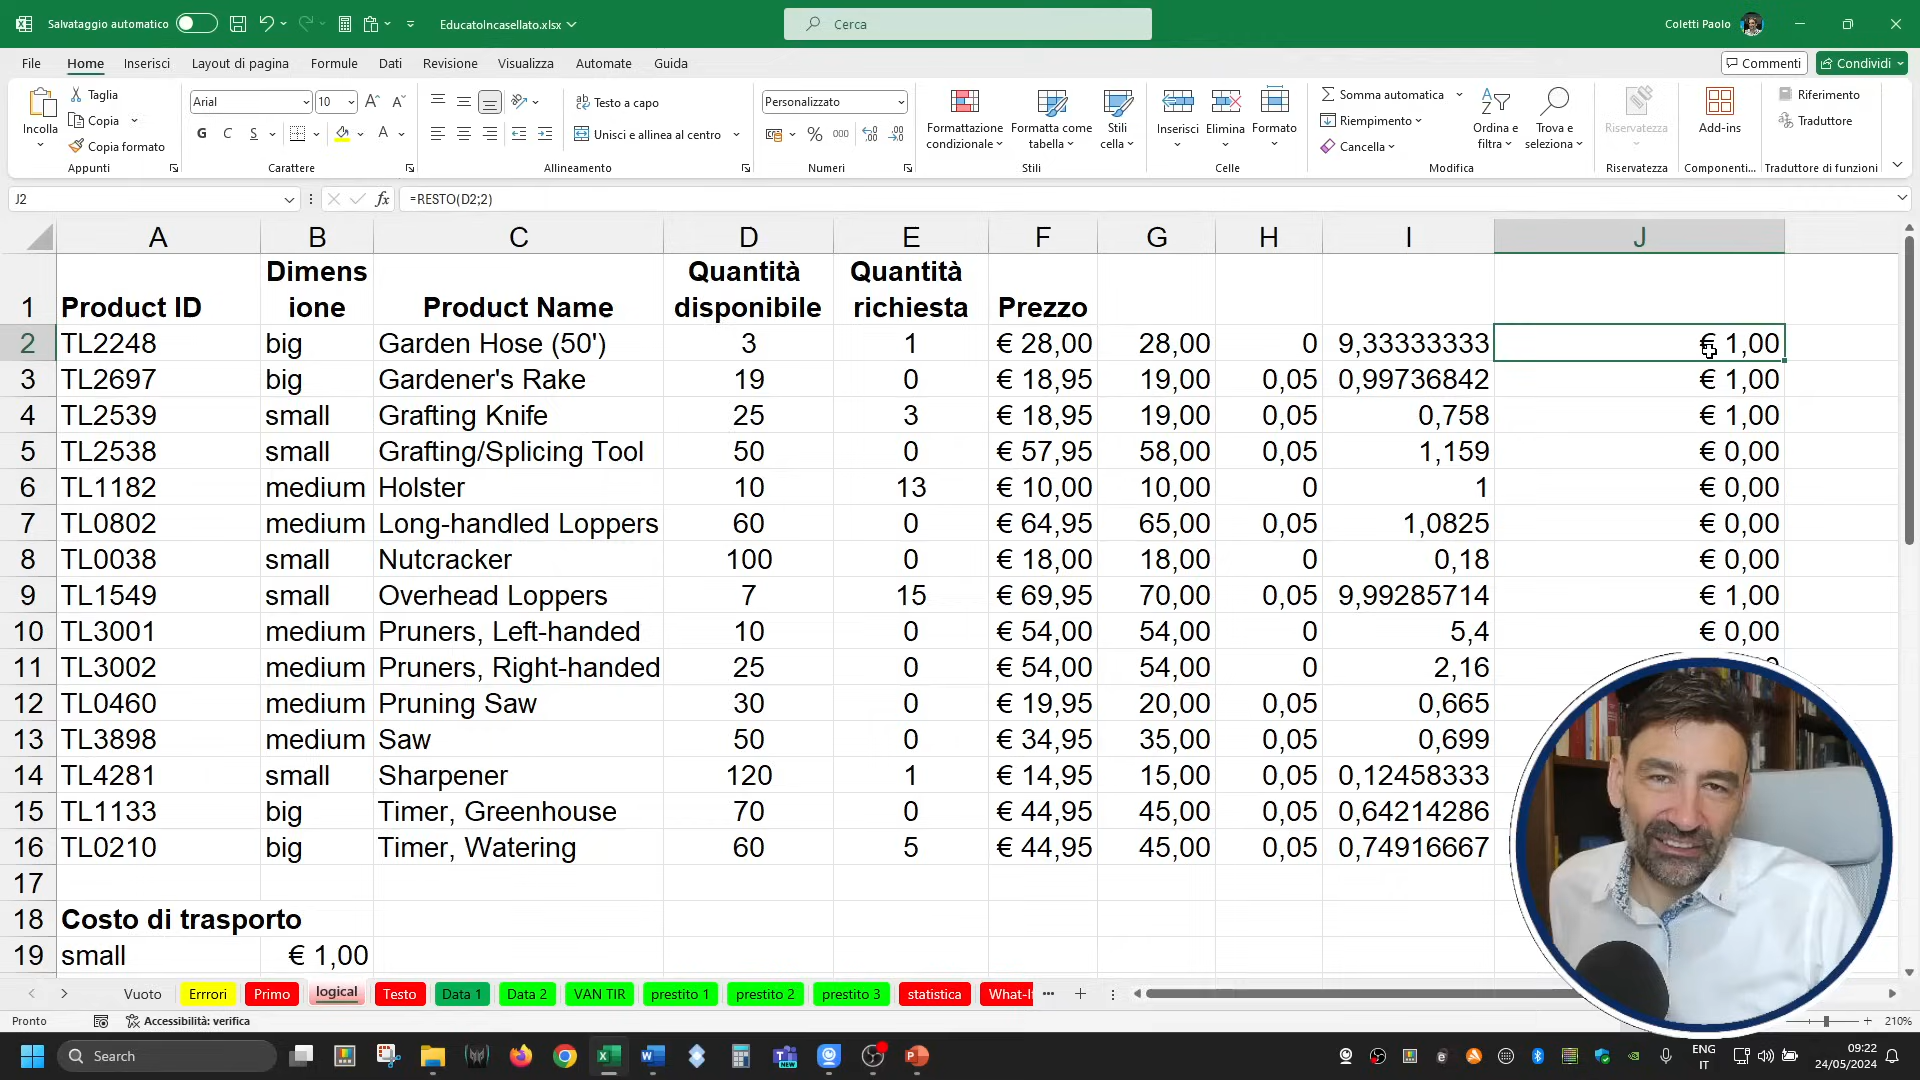 Salvataggio automatico EducatoIncasellato.xlsx Cerca Coletti Paolo
File Home Inserisci Layout di pagina Formule Dati Revisione Visualizza Automate Guida Commenti Condividi
Incolla Taglia Copia Copia formato Appunti
Arial 10 G C S Carattere
Testo a capo Unisci e allinea al centro Allineamento
Personalizzato % 000 Numeri
Formattazione condizionale Formatta come tabella Stili cella Stili
Inserisci Elimina Formato Celle
Somma automatica Riempimento Cancella Ordina e filtra Trova e seleziona Modifica
Riservatezza Riservatezza
Add-ins Componenti...
Riferimento Traduttore Traduttore di funzioni
J2 fx =RESTO(D2;2)
A B C D E F G H I J
1 Product ID Dimensione Product Name Quantità disponibile Quantità richiesta Prezzo
2 TL2248 big Garden Hose (50') 3 1 € 28,00 28,00 0 9,33333333 € 1,00
3 TL2697 big Gardener's Rake 19 0 € 18,95 19,00 0,05 0,99736842 € 1,00
4 TL2539 small Grafting Knife 25 3 € 18,95 19,00 0,05 0,758 € 1,00
5 TL2538 small Grafting/Splicing Tool 50 0 € 57,95 58,00 0,05 1,159 € 0,00
6 TL1182 medium Holster 10 13 € 10,00 10,00 0 1 € 0,00
7 TL0802 medium Long-handled Loppers 60 0 € 64,95 65,00 0,05 1,0825 € 0,00
8 TL0038 small Nutcracker 100 0 € 18,00 18,00 0 0,18 € 0,00
9 TL1549 small Overhead Loppers 7 15 € 69,95 70,00 0,05 9,99285714 € 1,00
10 TL3001 medium Pruners, Left-handed 10 0 € 54,00 54,00 0 5,4 € 0,00
11 TL3002 medium Pruners, Right-handed 25 0 € 54,00 54,00 0 2,16
12 TL0460 medium Pruning Saw 30 0 € 19,95 20,00 0,05 0,665
13 TL3898 medium Saw 50 0 € 34,95 35,00 0,05 0,699
14 TL4281 small Sharpener 120 1 € 14,95 15,00 0,05 0,12458333
15 TL1133 big Timer, Greenhouse 70 0 € 44,95 45,00 0,05 0,64214286
16 TL0210 big Timer, Watering 60 5 € 44,95 45,00 0,05 0,74916667
17
18 Costo di trasporto
19 small € 1,00
Vuoto Errrori Primo logical Testo Data 1 Data 2 VAN TIR prestito 1 prestito 2 prestito 3 statistica What-I
Pronto Accessibilità: verifica 210%
Search ENG IT 09:22 24/05/2024